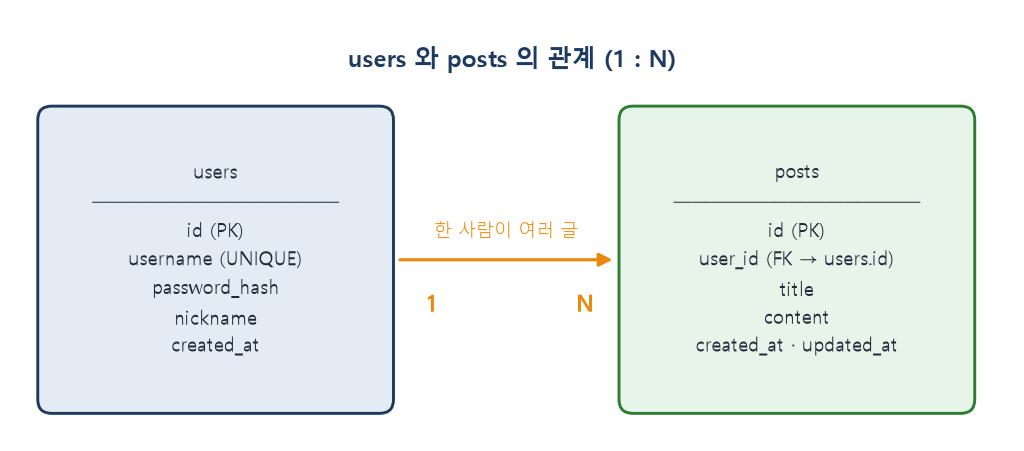 users 와 posts 의 관계 (1 : N)
users
id (PK)
username (UNIQUE)
password_hash
nickname
created_at
한 사람이 여러 글
1
N
posts
id (PK)
user_id (FK → users.id)
title
content
created_at · updated_at